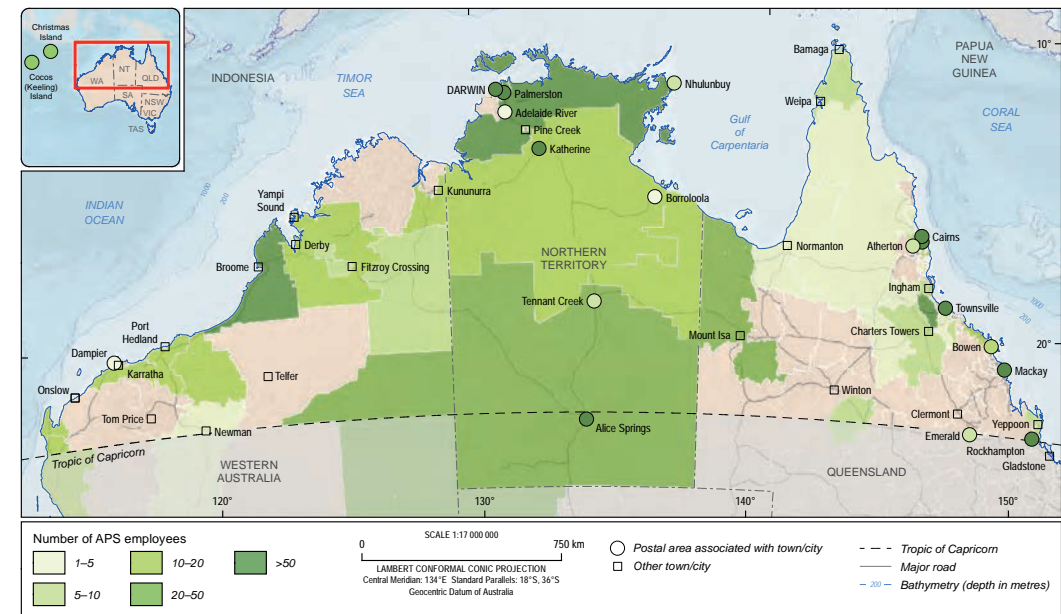 Christmas
Island
Cocos
(Keeling)
Island
WA
NT
QLD
SA
NSW
VIC
TAS
INDONESIA
TIMOR
SEA
PAPUA
NEW
GUINEA
10°
Bamaga
Weipa
CORAL
SEA
Gulf
of
Carpentaria
DARWIN
Palmerston
Nhulunbuy
Adelaide River
Pine Creek
Katherine
INDIAN
OCEAN
1000
200
Yampi
Sound
Kununurra
Borroloola
Derby
Broome
Fitzroy Crossing
NORTHERN
TERRITORY
Normanton
Atherton
Cairns
Ingham
Tennant Creek
Townsville
1000
200
Port
Hedland
Mount Isa
Charters Towers
Bowen
20°
Dampier
Karratha
Telfer
Mackay
Onslow
Winton
Tom Price
Newman
Clermont
Yeppoon
Alice Springs
Emerald
Rockhampton
Gladstone
Tropic of Capricorn
WESTERN
AUSTRALIA
QUEENSLAND
120°
130°
140°
150°
Number of APS employees
1–5
10–20
>50
5–10
20–50
SCALE 1:17 000 000
0
750 km
LAMBERT CONFORMAL CONIC PROJECTION
Central Meridian: 134°E Standard Parallels: 18°S, 36°S
Geocentric Datum of Australia
Postal area associated with town/city
Other town/city
Tropic of Capricorn
Major road
200
Bathymetry (depth in metres)